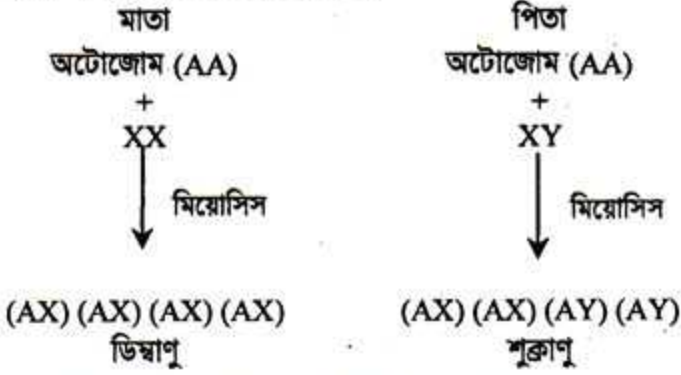 মাতা পিতা
অটোজোম (AA) অটোজোম (AA)
+ +
XX XY
মিয়োসিস মিয়োসিস
(AX) (AX) (AX) (AX) (AX) (AX) (AY) (AY)
ডিম্বাণু শুক্রাণু